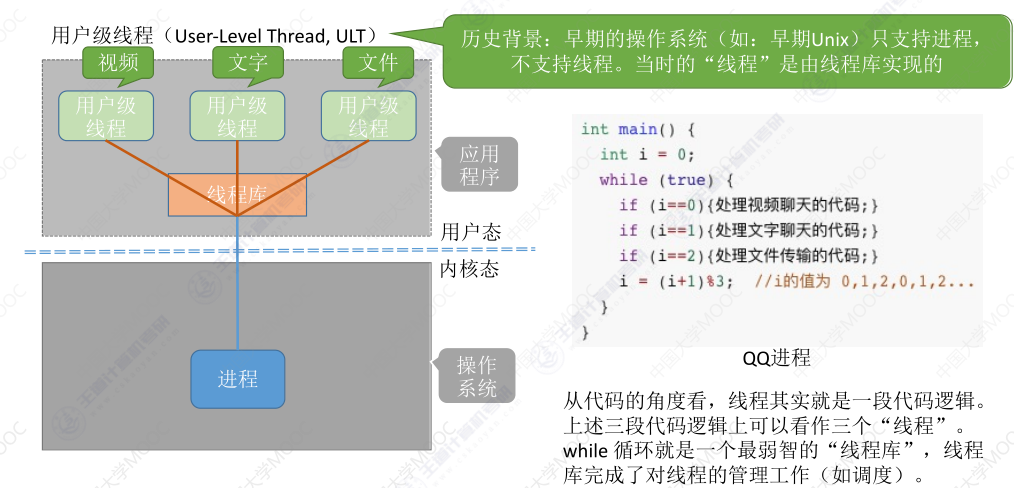 用户级线程（User-Level Thread, ULT）
历史背景：早期的操作系统（如：早期Unix）只支持进程，
不支持线程。当时的“线程”是由线程库实现的
视频
文字
文件
用户级
线程
用户级
线程
用户级
线程
线程库
应用
程序
用户态
内核态
进程
操作
系统
int main() {
int i = 0;
while (true) {
if (i==0){处理视频聊天的代码;}
if (i==1){处理文字聊天的代码;}
if (i==2){处理文件传输的代码;}
i = (i+1)%3; //i的值为 0,1,2,0,1,2...
}
}
QQ进程
从代码的角度看，线程其实就是一段代码逻辑。
上述三段代码逻辑上可以看作三个“线程”。
while 循环就是一个最弱智的“线程库”，线程
库完成了对线程的管理工作（如调度）。